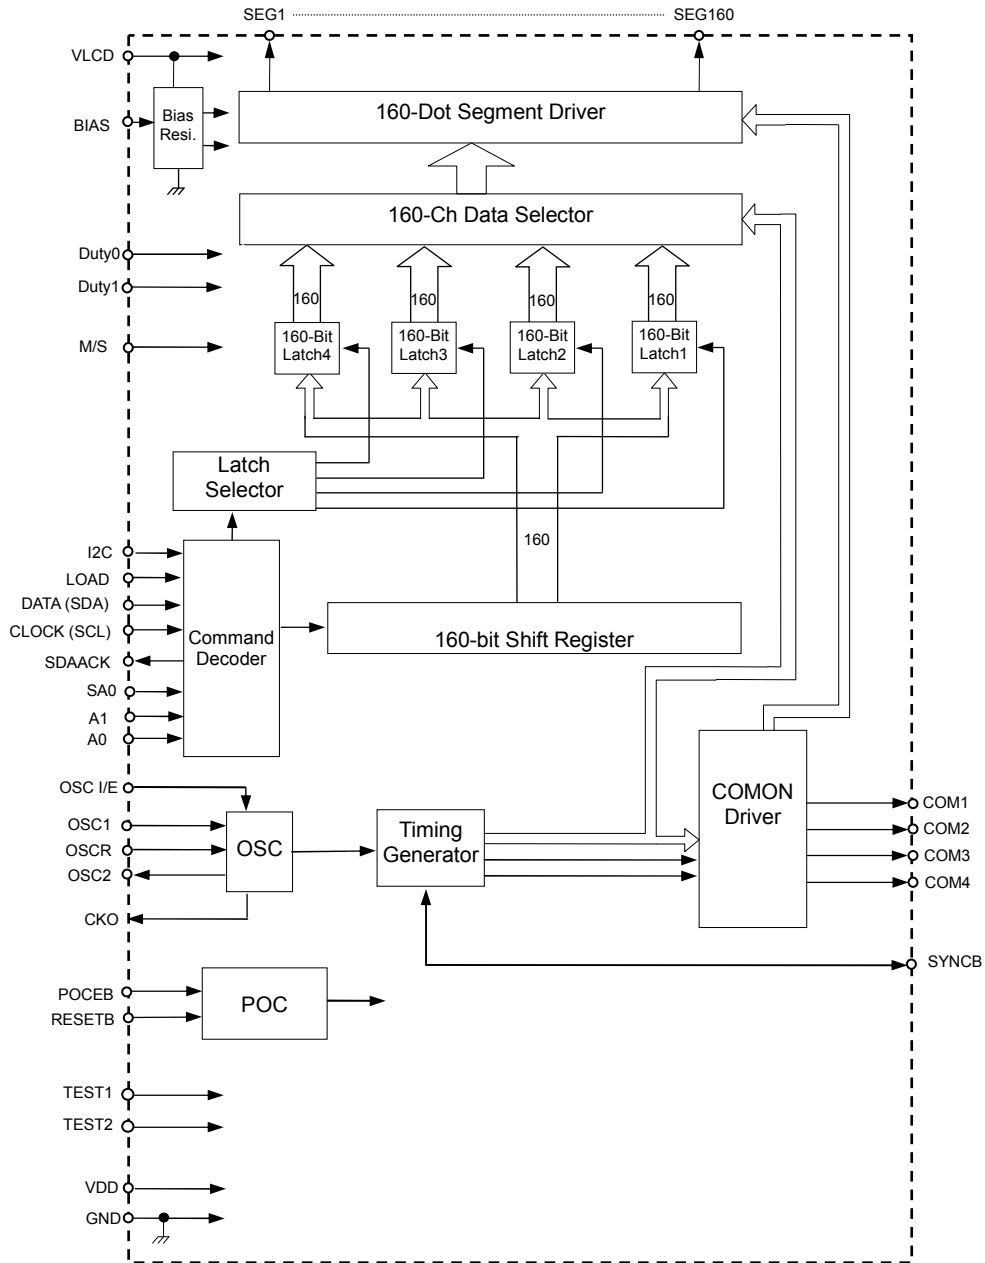 SEG1
SEG160
VLCD
160-Dot Segment Driver
Bias
Resi.
BIAS
160-Ch Data Selector
Duty0
Duty1
160
160
160
160
M/S
160-Bit
Latch4
160-Bit
Latch3
160-Bit
Latch2
160-Bit
Latch1
Latch
Selector
160
I2C
LOAD
DATA (SDA)
CLOCK (SCL)
SDAACK
SA0
A1
A0
Command
Decoder
160-bit Shift Register
OSC I/E
OSC1
OSCR
OSC2
CKO
OSC
Timing
Generator
COMON
Driver
COM1
COM2
COM3
COM4
SYNCB
POCEB
RESETB
POC
TEST1
TEST2
VDD
GND